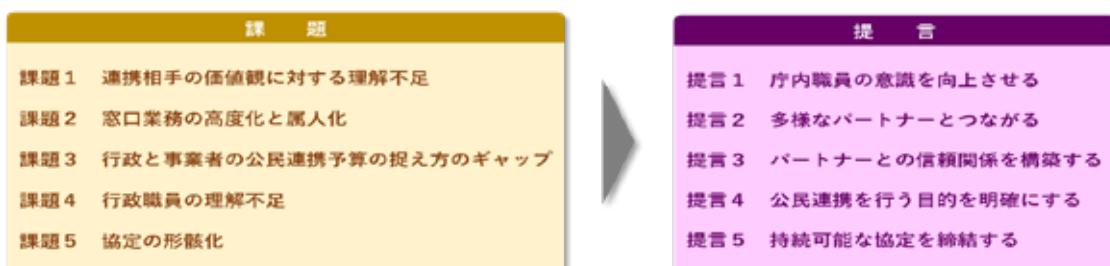 課 題
課題１ 連携相手の価値観に対する理解不足
課題２ 窓口業務の高度化と属人化
課題３ 行政と事業者の公民連携予算の捉え方のギャップ
課題４ 行政職員の理解不足
課題５ 協定の形骸化
提 言
提言１ 庁内職員の意識を向上させる
提言２ 多様なパートナーとつながる
提言３ パートナーとの信頼関係を構築する
提言４ 公民連携を行う目的を明確にする
提言５ 持続可能な協定を締結する